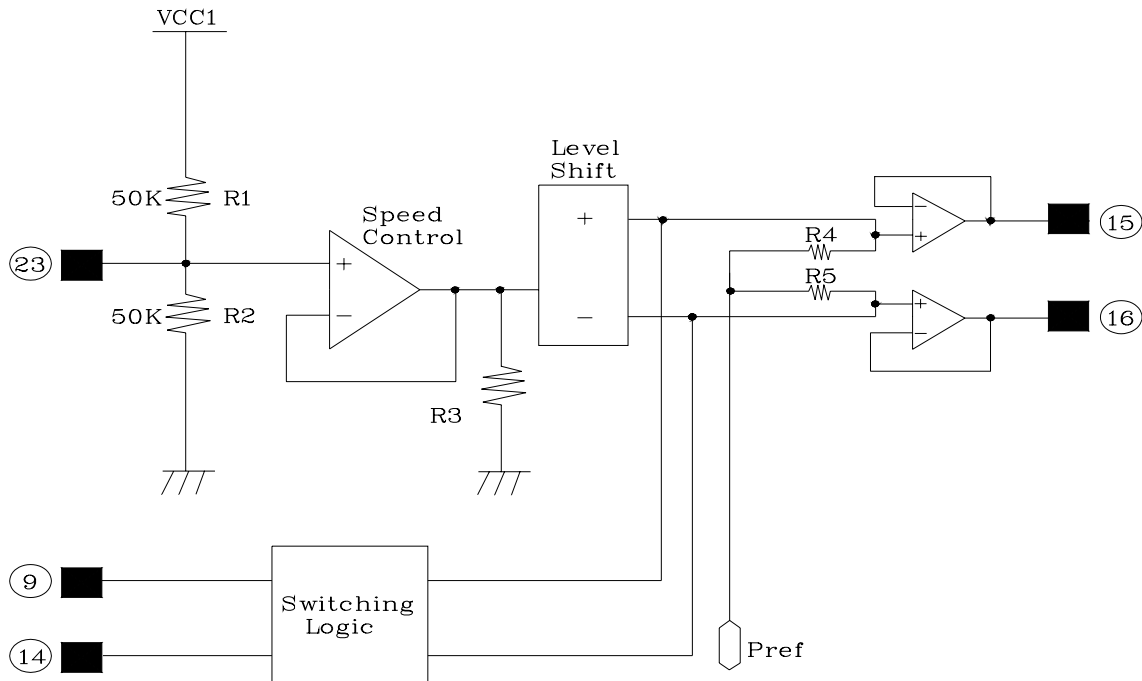 VCC1
Level
Shift
50K
R1
Speed
Control
+
−
+
−
R4
R5
−
+
+
−
15
16
23
50K
R2
R3
9
14
Switching
Logic
Pref